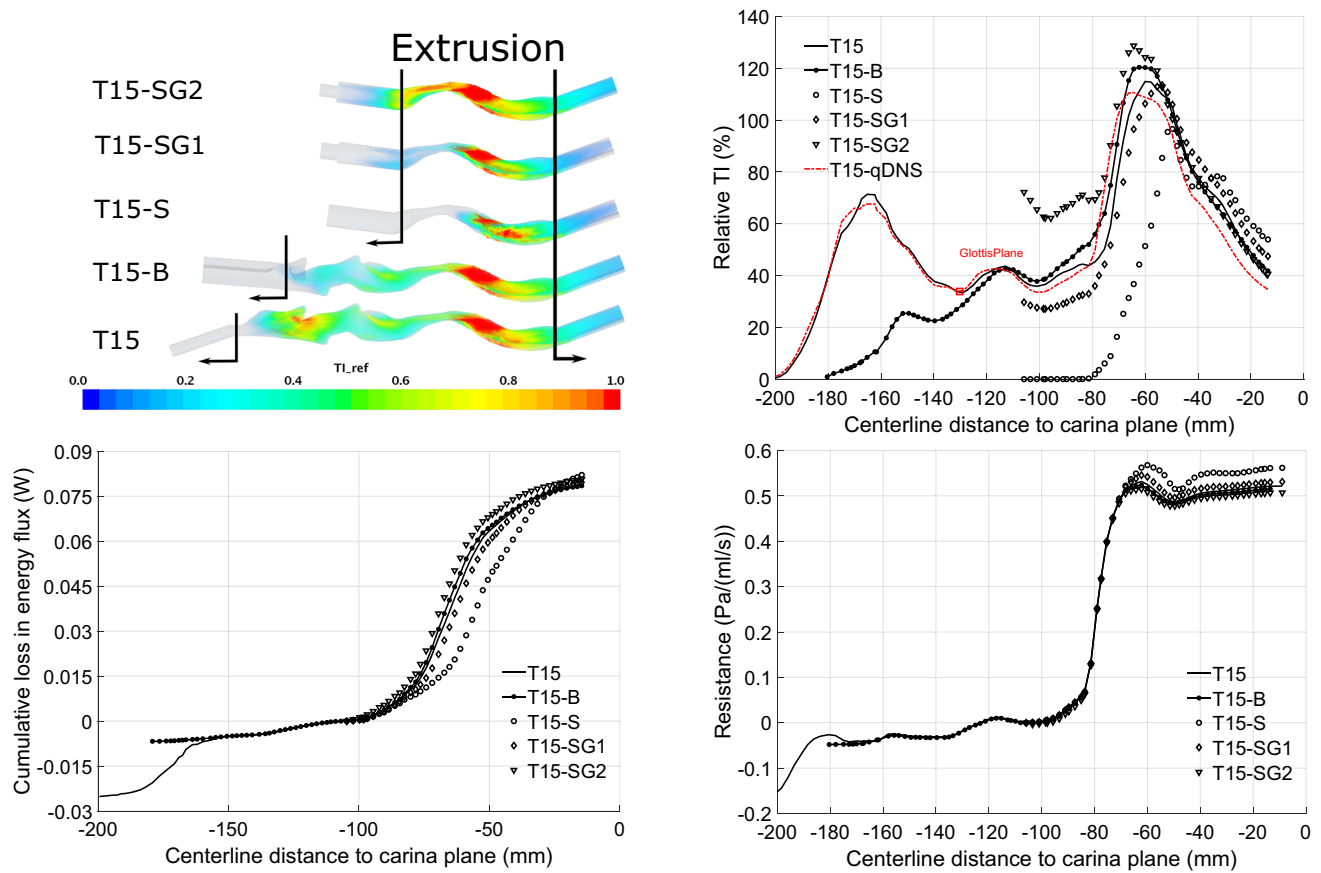 Extrusion
T15-SG2
T15-SG1
T15-S
T15-B
T15
TI_ref
0.0 0.2 0.4 0.6 0.8 1.0
Relative TI (%)
140
120
100
80
60
40
20
0
T15
T15-B
T15-S
T15-SG1
T15-SG2
T15-qDNS
GlottisPlane
-200 -180 -160 -140 -120 -100 -80 -60 -40 -20 0
Centerline distance to carina plane (mm)
Cumulative loss in energy flux (W)
0.09
0.075
0.06
0.045
0.03
0.015
0
-0.015
-0.03
T15
T15-B
T15-S
T15-SG1
T15-SG2
-200 -150 -100 -50 0
Centerline distance to carina plane (mm)
Resistance (Pa/(ml/s))
0.6
0.5
0.4
0.3
0.2
0.1
0
-0.1
-0.2
T15
T15-B
T15-S
T15-SG1
T15-SG2
-200 -180 -160 -140 -120 -100 -80 -60 -40 -20 0
Centerline distance to carina plane (mm)